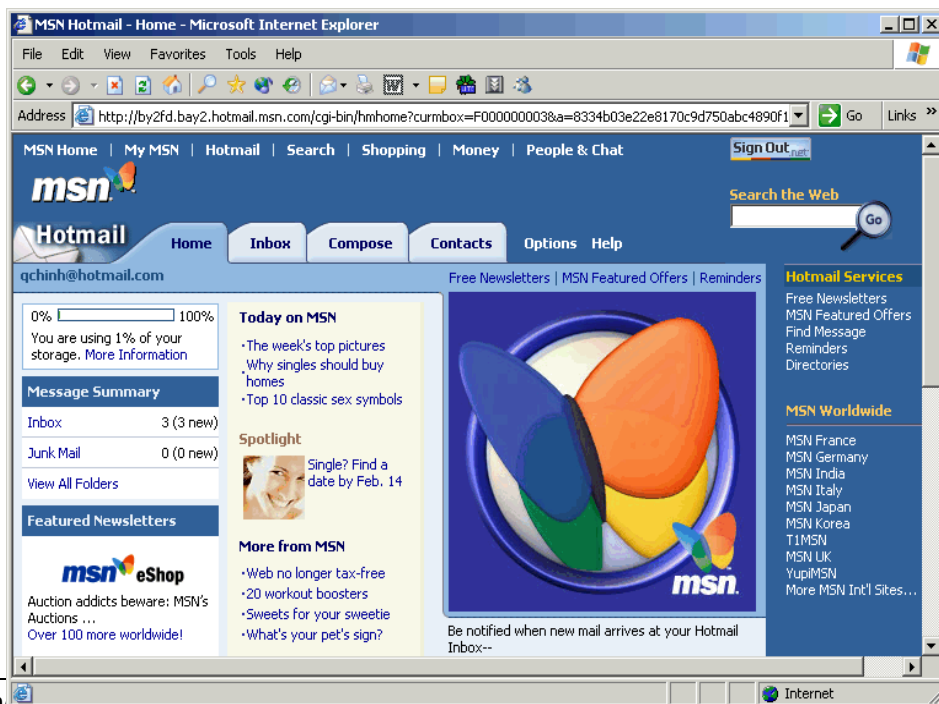 MSN Hotmail - Home - Microsoft Internet Explorer
File Edit View Favorites Tools Help
Address http://by2fd.bay2.hotmail.msn.com/cgi-bin/hmhome?curmbox=F000000003&a=8334b03e22e8170c9d750abc4890f1 Go Links »
MSN Home | My MSN | Hotmail | Search | Shopping | Money | People & Chat
Sign Out.net
msn
Search the Web
Go
Hotmail
Home Inbox Compose Contacts Options Help
qchinh@hotmail.com
Free Newsletters | MSN Featured Offers | Reminders
0% 100%
You are using 1% of your
storage. More Information
Message Summary
Inbox 3 (3 new)
Junk Mail 0 (0 new)
View All Folders
Featured Newsletters
msn eShop
Auction addicts beware: MSN's
Auctions ...
Over 100 more worldwide!
Today on MSN
·The week's top pictures
·Why singles should buy
homes
·Top 10 classic sex symbols
Spotlight
Single? Find a
date by Feb. 14
More from MSN
·Web no longer tax-free
·20 workout boosters
·Sweets for your sweetie
·What's your pet's sign?
msn.
Be notified when new mail arrives at your Hotmail
Inbox--
Hotmail Services
Free Newsletters
MSN Featured Offers
Find Message
Reminders
Directories
MSN Worldwide
MSN France
MSN Germany
MSN India
MSN Italy
MSN Japan
MSN Korea
T1MSN
MSN UK
YupiMSN
More MSN Int'l Sites...
Internet